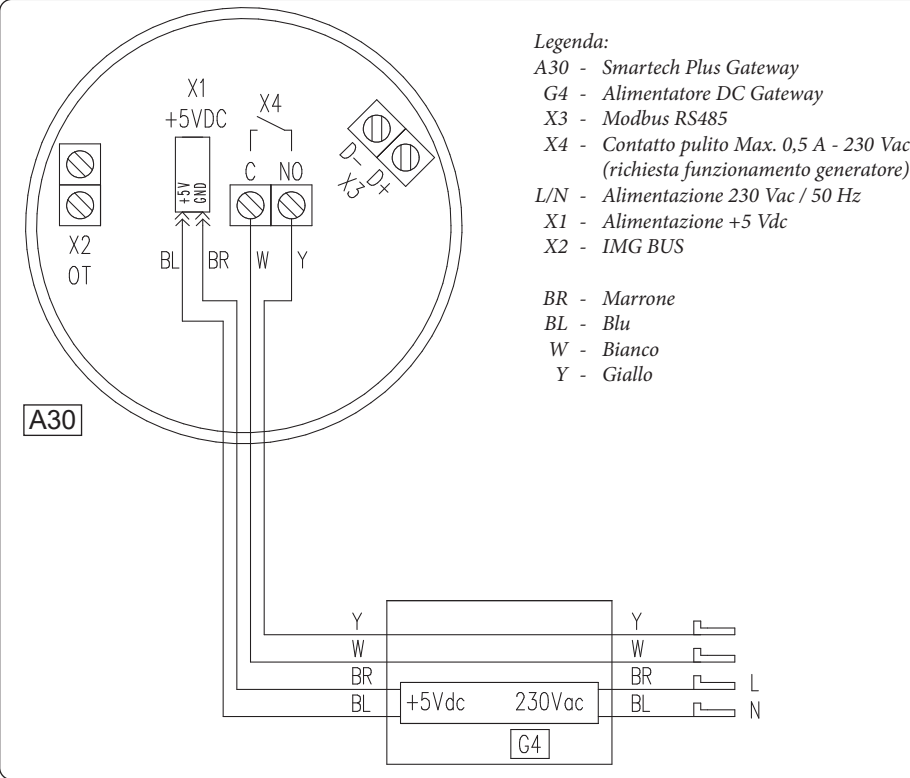 X1
+5VDC
X4
+5V
GND
C NO
D- D+
X3
X2
OT
BL BR W Y
A30
Legenda:
A30 - Smartech Plus Gateway
G4 - Alimentatore DC Gateway
X3 - Modbus RS485
X4 - Contatto pulito Max. 0,5 A - 230 Vac
(richiesta funzionamento generatore)
L/N - Alimentazione 230 Vac / 50 Hz
X1 - Alimentazione +5 Vdc
X2 - IMG BUS
BR - Marrone
BL - Blu
W - Bianco
Y - Giallo
Y Y
W W
BR BR L
BL +5Vdc 230Vac BL N
G4